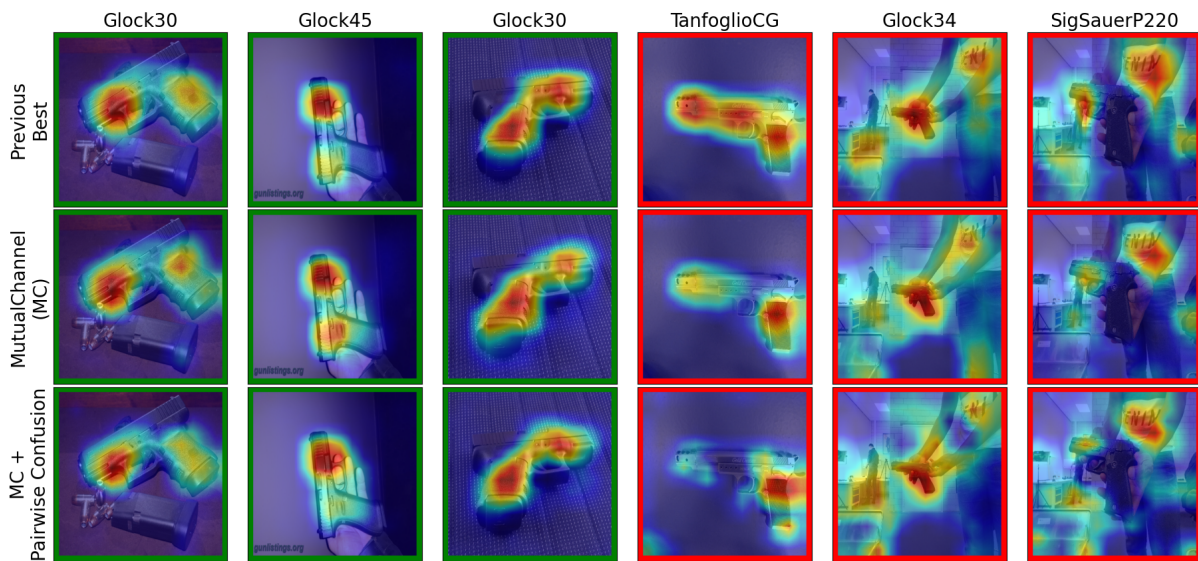 Glock30 Glock45 Glock30 TanfoglioCG Glock34 SigSauerP220
Previous
Best
gunlistings.org
MutualChannel
(MC)
gunlistings.org
MC +
Pairwise Confusion
gunlistings.org